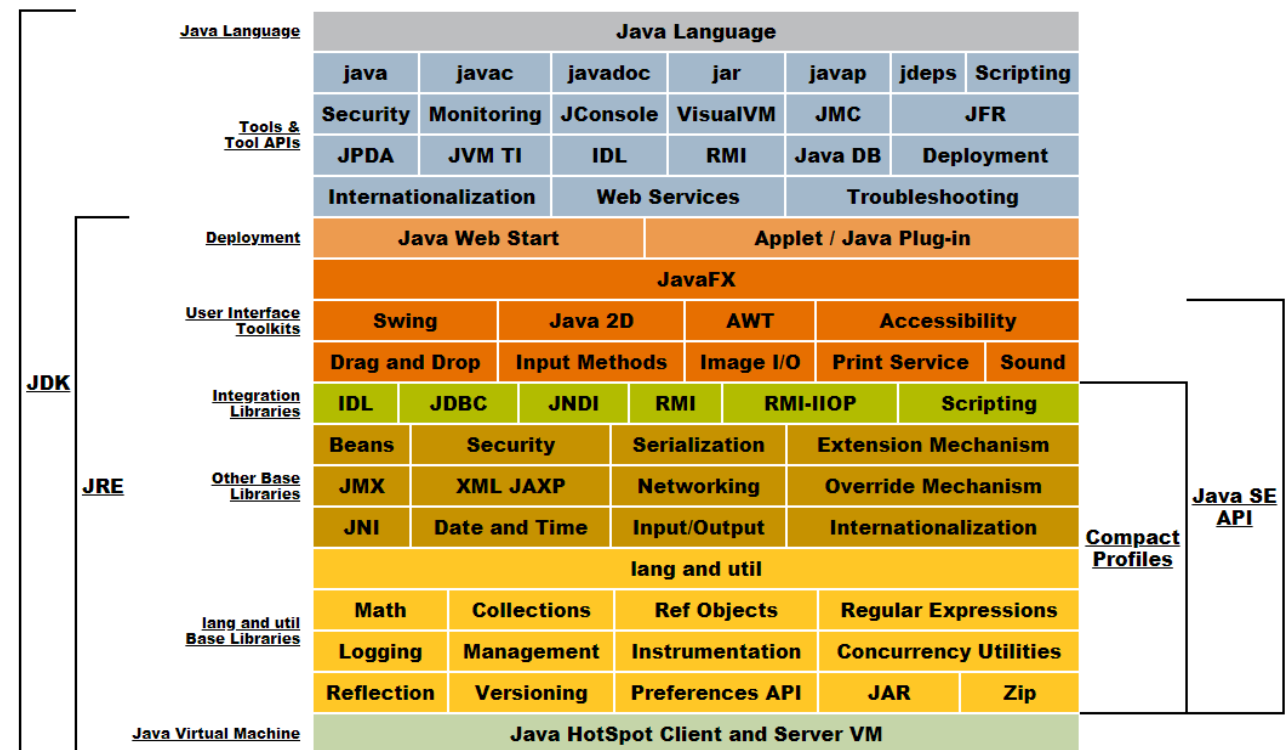 Java Language Java Language
java javac javadoc jar javap jdeps Scripting
Security Monitoring JConsole VisualVM JMC JFR
Tools &
Tool APIs
JPDA JVM TI IDL RMI Java DB Deployment
Internationalization Web Services Troubleshooting
Deployment Java Web Start Applet / Java Plug-in
JavaFX
User Interface
Toolkits
Swing Java 2D AWT Accessibility
Drag and Drop Input Methods Image I/O Print Service Sound
JDK
Integration
Libraries
IDL JDBC JNDI RMI RMI-IIOP Scripting
Beans Security Serialization Extension Mechanism
JRE
Other Base
Libraries
JMX XML JAXP Networking Override Mechanism
Java SE
API
JNI Date and Time Input/Output Internationalization
Compact
Profiles
lang and util
Math Collections Ref Objects Regular Expressions
lang and util
Base Libraries
Logging Management Instrumentation Concurrency Utilities
Reflection Versioning Preferences API JAR Zip
Java Virtual Machine Java HotSpot Client and Server VM